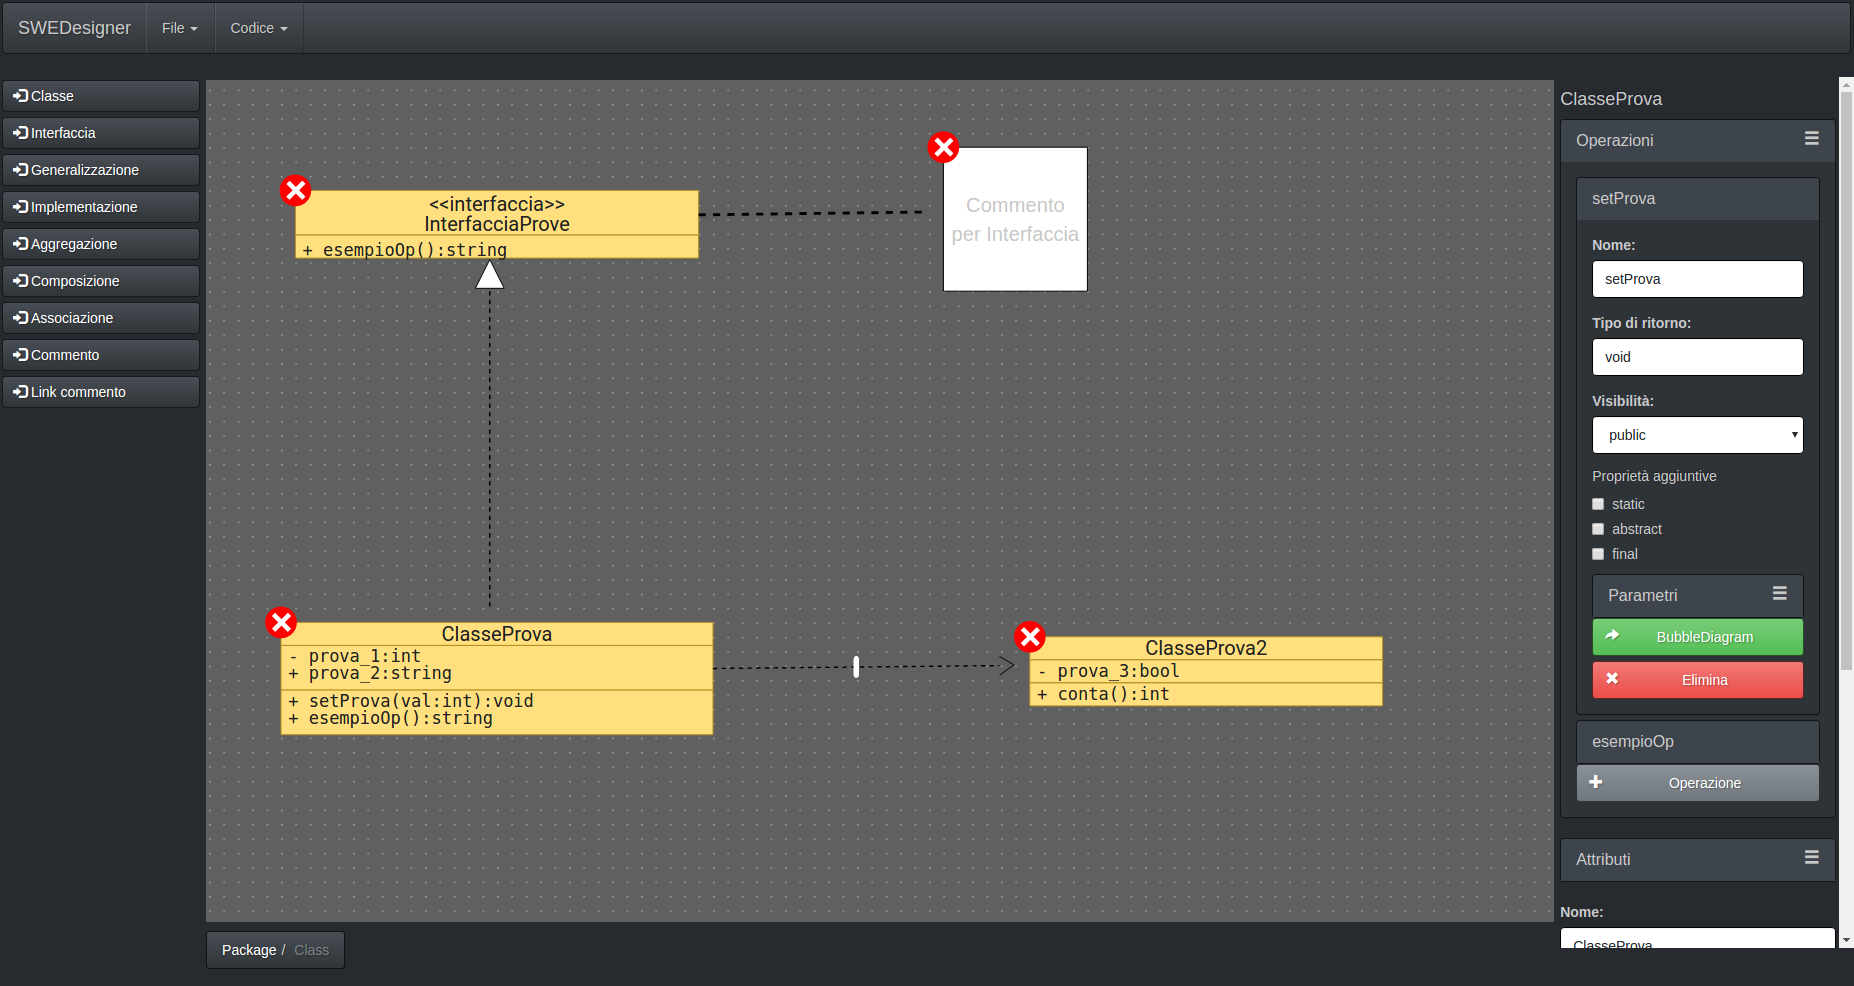 SWEDesigner File Codice
Classe
Interfaccia
Generalizzazione
Implementazione
Aggregazione
Composizione
Associazione
Commento
Link commento
<<interfaccia>>
InterfacciaProve
+ esempioOp():string
Commento
per Interfaccia
ClasseProva
- prova_1:int
+ prova_2:string
+ setProva(val:int):void
+ esempioOp():string
ClasseProva2
- prova_3:bool
+ conta():int
Package / Class
ClasseProva
Operazioni
setProva
Nome:
setProva
Tipo di ritorno:
void
Visibilità:
public
Proprietà aggiuntive
static
abstract
final
Parametri
BubbleDiagram
Elimina
esempioOp
Operazione
Attributi
Nome:
ClasseProva